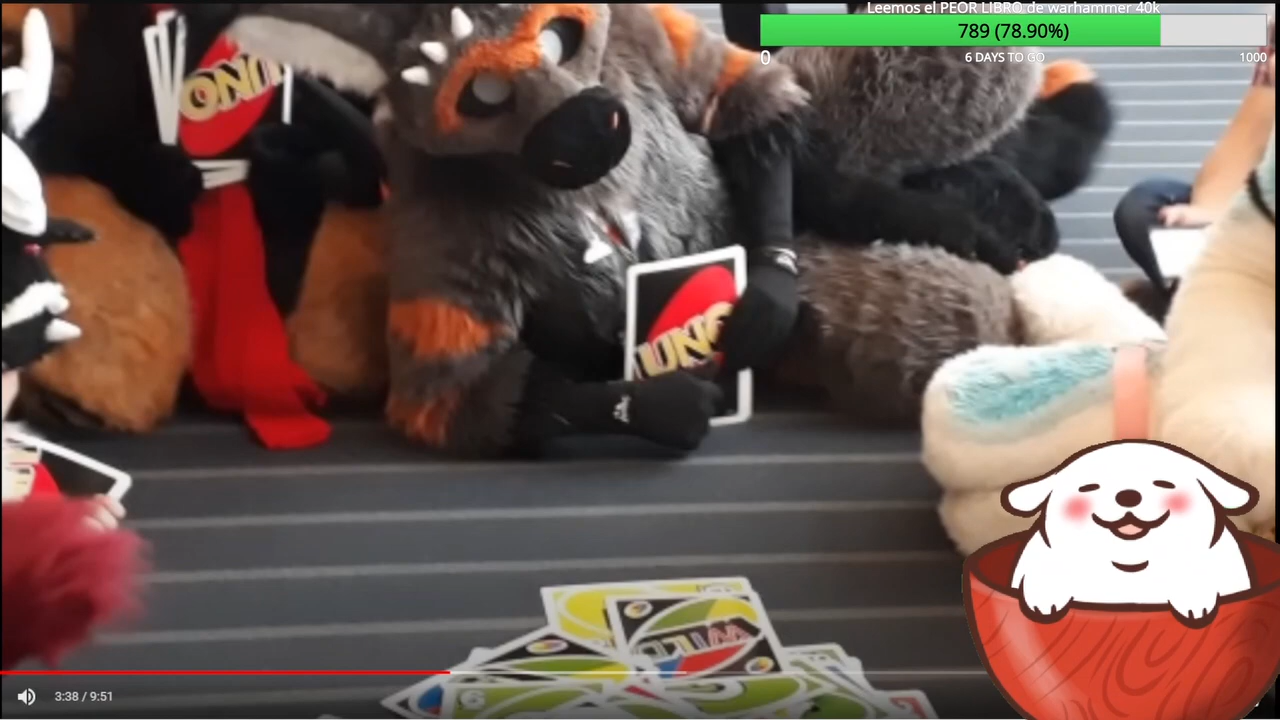 Leemos el PEOR LIBRO de warhammer 40k
789 (78.90%)
0
6 DAYS TO GO
1000
UNO
UNO
WILD
6
3:38 / 9:51